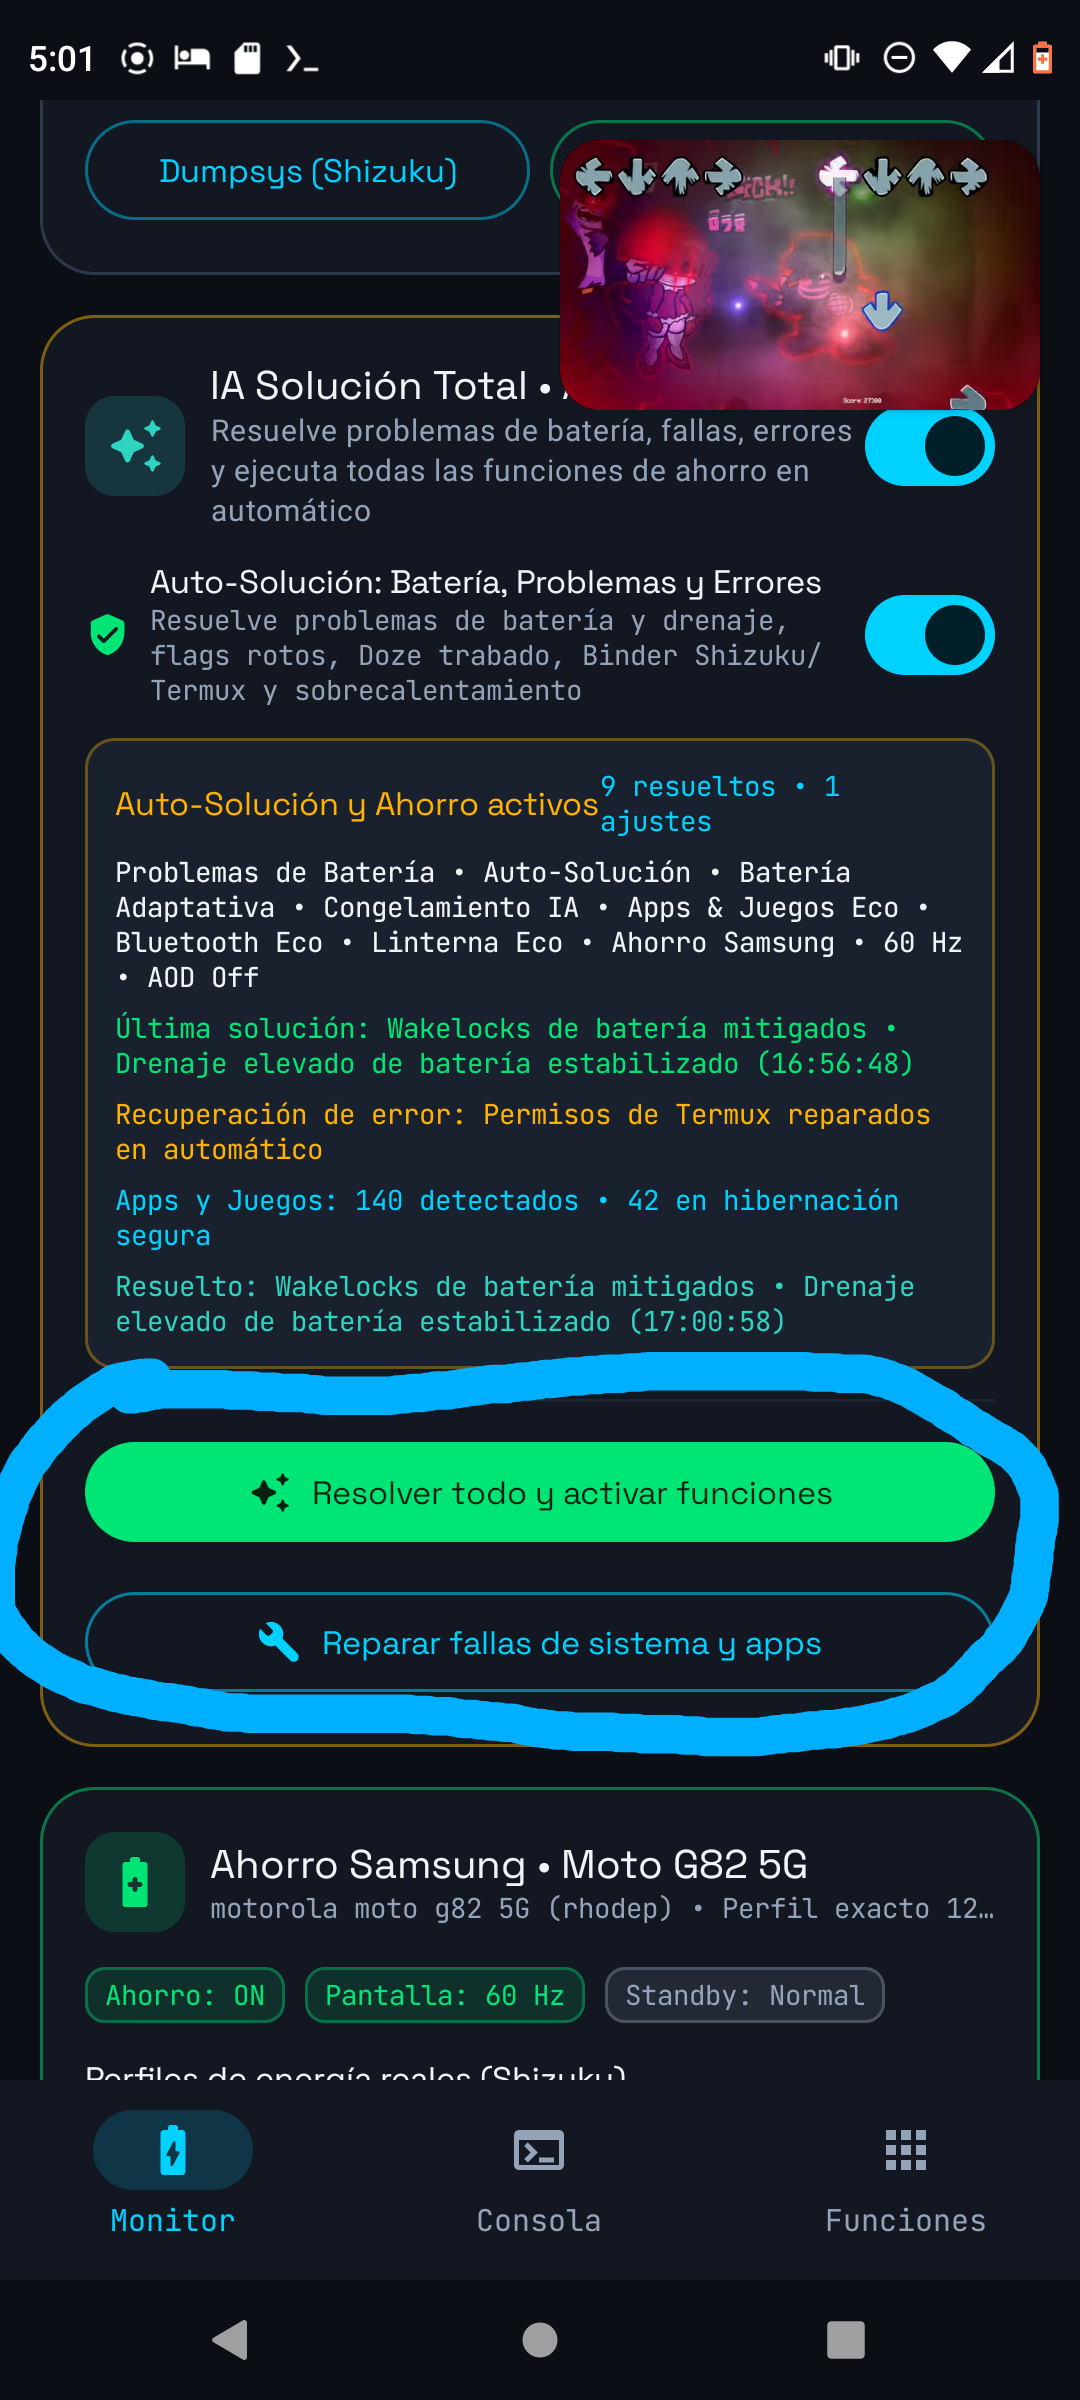 5:01
Dumpsys (Shizuku)
IA Solución Total •
Resuelve problemas de batería, fallas, errores
y ejecuta todas las funciones de ahorro en
automático
Auto-Solución: Batería, Problemas y Errores
Resuelve problemas de batería y drenaje,
flags rotos, Doze trabado, Binder Shizuku/
Termux y sobrecalentamiento
Auto-Solución y Ahorro activos
9 resueltos • 1
ajustes
Problemas de Batería • Auto-Solución • Batería
Adaptativa • Congelamiento IA • Apps & Juegos Eco •
Bluetooth Eco • Linterna Eco • Ahorro Samsung • 60 Hz
• AOD Off
Última solución: Wakelocks de batería mitigados •
Drenaje elevado de batería estabilizado (16:56:48)
Recuperación de error: Permisos de Termux reparados
en automático
Apps y Juegos: 140 detectados • 42 en hibernación
segura
Resuelto: Wakelocks de batería mitigados • Drenaje
elevado de batería estabilizado (17:00:58)
Resolver todo y activar funciones
Reparar fallas de sistema y apps
Ahorro Samsung • Moto G82 5G
motorola moto g82 5G (rhodep) • Perfil exacto 12…
Ahorro: ON
Pantalla: 60 Hz
Standby: Normal
Perfiles de energía reales (Shizuku)
Monitor
Consola
Funciones